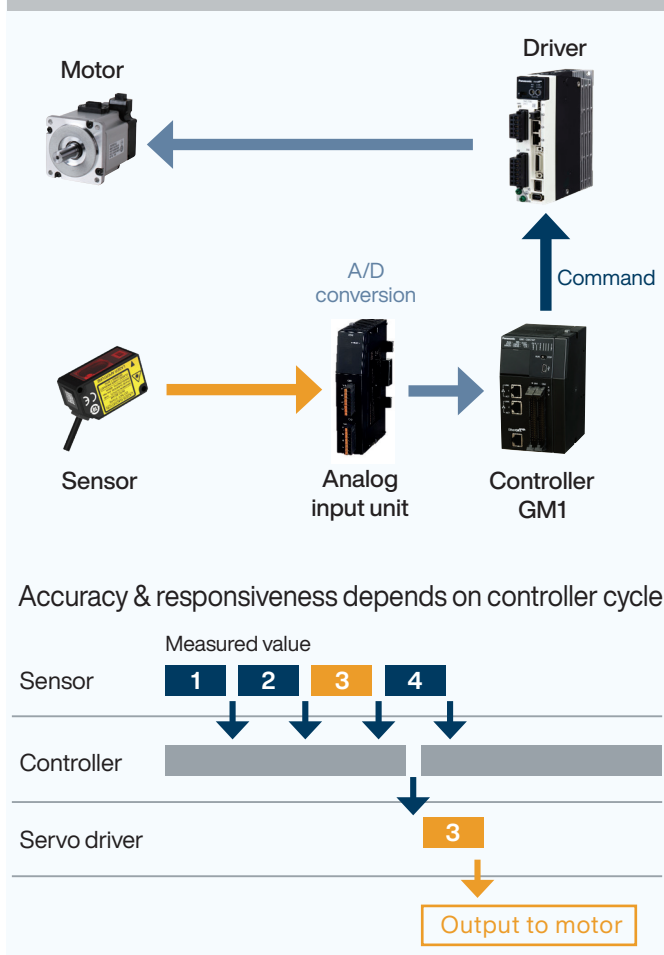 Driver
Motor
A/D
conversion
Command
Sensor
Analog
input unit
Controller
GM1
Accuracy & responsiveness depends on controller cycle
Measured value
Sensor
1 2 3 4
Controller
Servo driver
3
Output to motor